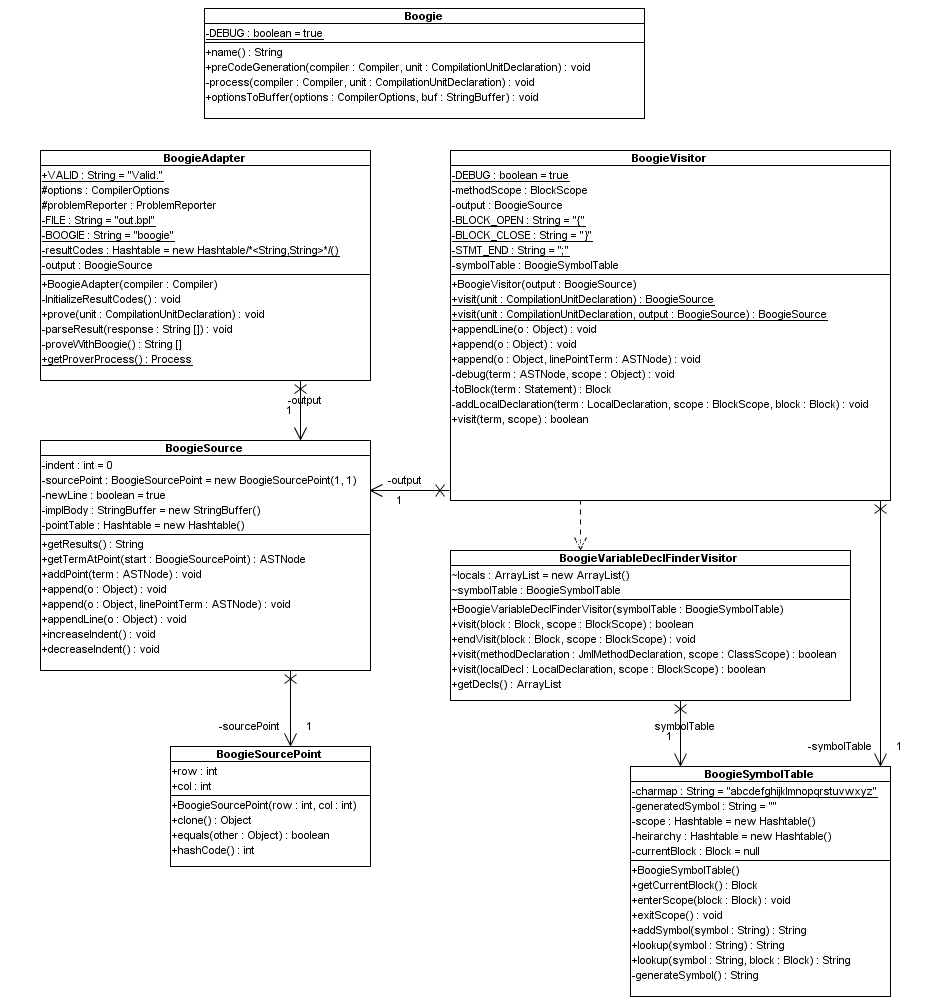 Boogie
-DEBUG : boolean = true
+name() : String
+preCodeGeneration(compiler : Compiler, unit : CompilationUnitDeclaration) : void
-process(compiler : Compiler, unit : CompilationUnitDeclaration) : void
+optionsToBuffer(options : CompilerOptions, buf : StringBuffer) : void
BoogieAdapter
+VALID : String = "Valid."
#options : CompilerOptions
#problemReporter : ProblemReporter
-FILE : String = "out.bpl"
-BOOGIE : String = "boogie"
-resultCodes : Hashtable = new Hashtable/*<String,String>*/()
-output : BoogieSource
+BoogieAdapter(compiler : Compiler)
-InitializeResultCodes() : void
+prove(unit : CompilationUnitDeclaration) : void
-parseResult(response : String []) : void
-proveWithBoogie() : String []
+getProverProcess() : Process
BoogieVisitor
-DEBUG : boolean = true
-methodScope : BlockScope
-output : BoogieSource
-BLOCK_OPEN : String = "{"
-BLOCK_CLOSE : String = "}"
-STMT_END : String = ";"
-symbolTable : BoogieSymbolTable
+BoogieVisitor(output : BoogieSource)
+visit(unit : CompilationUnitDeclaration) : BoogieSource
+visit(unit : CompilationUnitDeclaration, output : BoogieSource) : BoogieSource
+appendLine(o : Object) : void
+append(o : Object) : void
+append(o : Object, linePointTerm : ASTNode) : void
-debug(term : ASTNode, scope : Object) : void
-toBlock(term : Statement) : Block
-addLocalDeclaration(term : LocalDeclaration, scope : BlockScope, block : Block) : void
+visit(term, scope) : boolean
-output
1
BoogieSource
-indent : int = 0
-sourcePoint : BoogieSourcePoint = new BoogieSourcePoint(1, 1)
-newLine : boolean = true
-implBody : StringBuffer = new StringBuffer()
-pointTable : Hashtable = new Hashtable()
+getResults() : String
+getTermAtPoint(start : BoogieSourcePoint) : ASTNode
+addPoint(term : ASTNode) : void
+append(o : Object) : void
+append(o : Object, linePointTerm : ASTNode) : void
+appendLine(o : Object) : void
+increaseIndent() : void
+decreaseIndent() : void
-output
1
BoogieVariableDeclFinderVisitor
~locals : ArrayList = new ArrayList()
~symbolTable : BoogieSymbolTable
+BoogieVariableDeclFinderVisitor(symbolTable : BoogieSymbolTable)
+visit(block : Block, scope : BlockScope) : boolean
+endVisit(block : Block, scope : BlockScope) : void
+visit(methodDeclaration : JmlMethodDeclaration, scope : ClassScope) : boolean
+visit(localDecl : LocalDeclaration, scope : BlockScope) : boolean
+getDecls() : ArrayList
-sourcePoint 1
symbolTable
1
-symbolTable 1
BoogieSourcePoint
+row : int
+col : int
+BoogieSourcePoint(row : int, col : int)
+clone() : Object
+equals(other : Object) : boolean
+hashCode() : int
BoogieSymbolTable
-charmap : String = "abcdefghijklmnopqrstuvwxyz"
-generatedSymbol : String = ""
-scope : Hashtable = new Hashtable()
-heirarchy : Hashtable = new Hashtable()
-currentBlock : Block = null
+BoogieSymbolTable()
+getCurrentBlock() : Block
+enterScope(block : Block) : void
+exitScope() : void
+addSymbol(symbol : String) : String
+lookup(symbol : String) : String
+lookup(symbol : String, block : Block) : String
-generateSymbol() : String